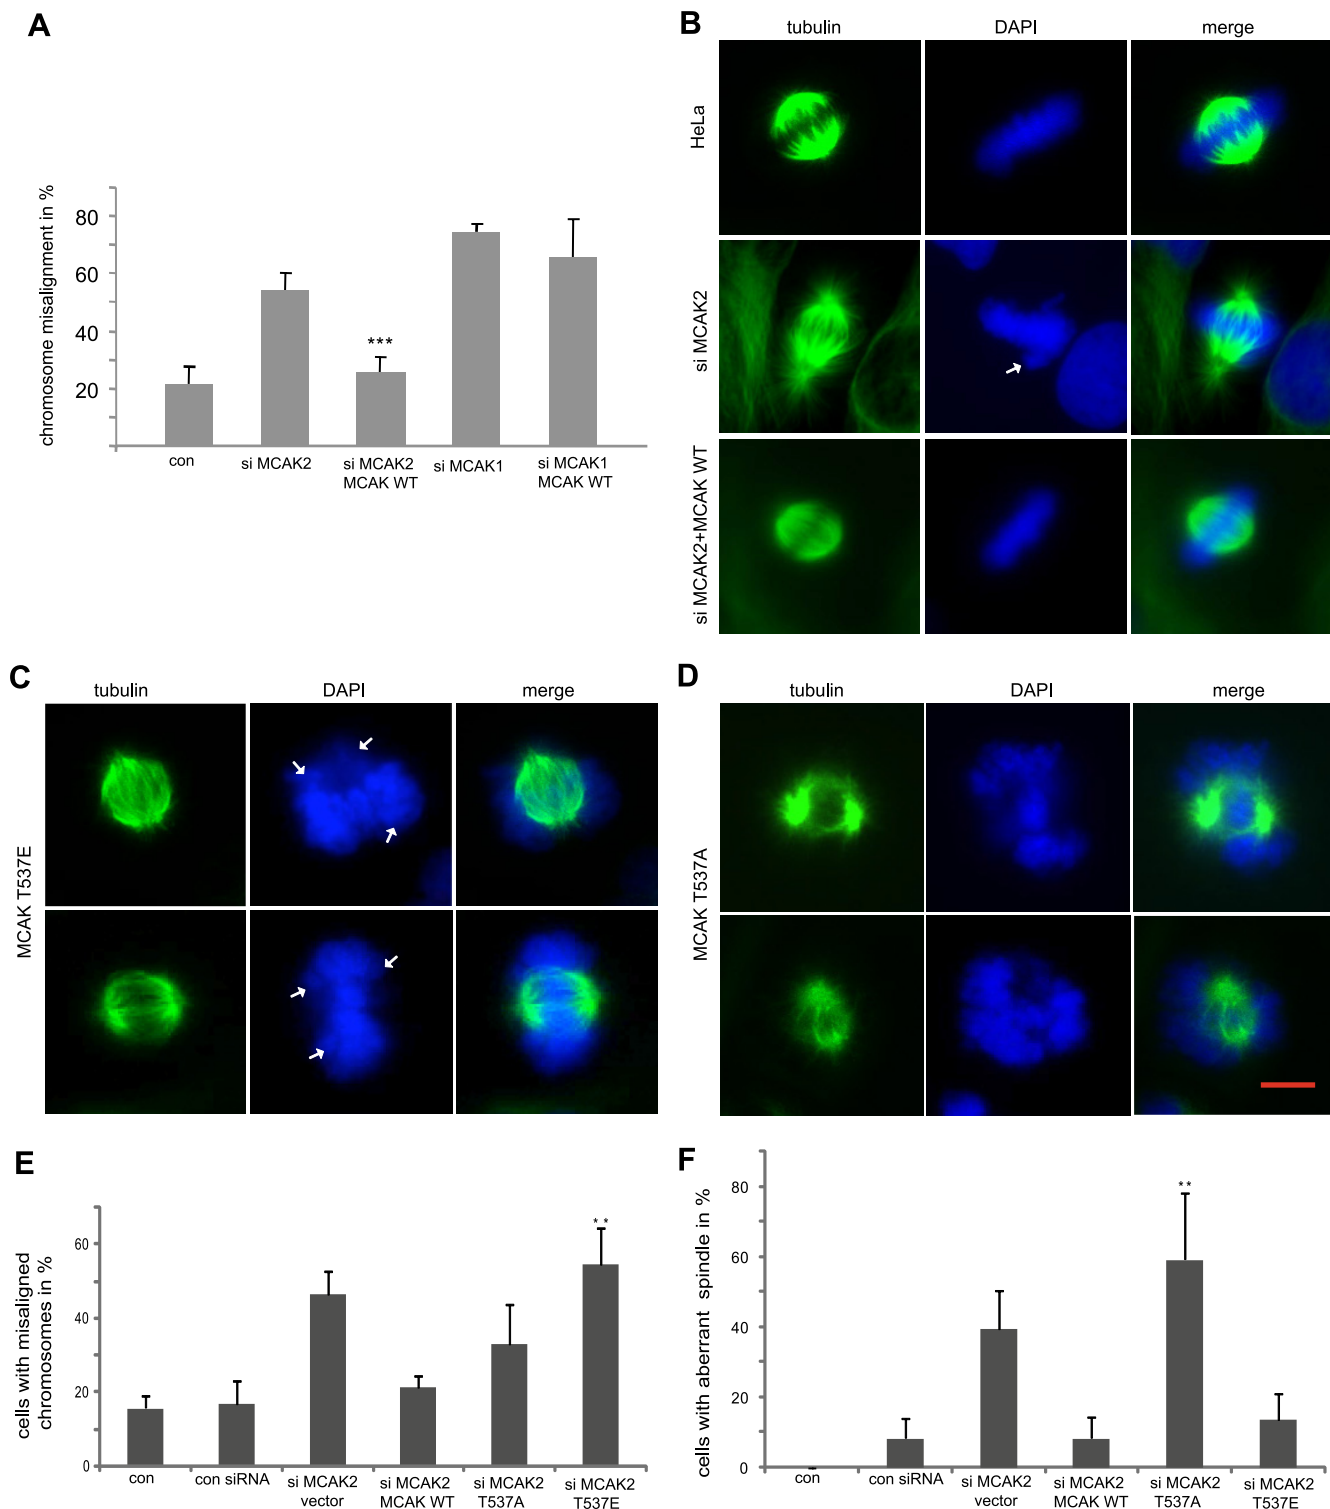 A
chromosome misalignment in %
80
60
40
20
***
con
si MCAK2
si MCAK2
MCAK WT
si MCAK1
si MCAK1
MCAK WT
B
tubulin
DAPI
merge
HeLa
si MCAK2
si MCAK2+MCAK WT
C
tubulin
DAPI
merge
MCAK T537E
D
tubulin
DAPI
merge
MCAK T537A
E
cells with misaligned
chromosomes in %
60
40
20
0
**
con
con siRNA
si MCAK2
vector
si MCAK2
MCAK WT
si MCAK2
T537A
si MCAK2
T537E
F
cells with aberrant spindle in %
80
60
40
20
0
**
con
con siRNA
si MCAK2
vector
si MCAK2
MCAK WT
si MCAK2
T537A
si MCAK2
T537E